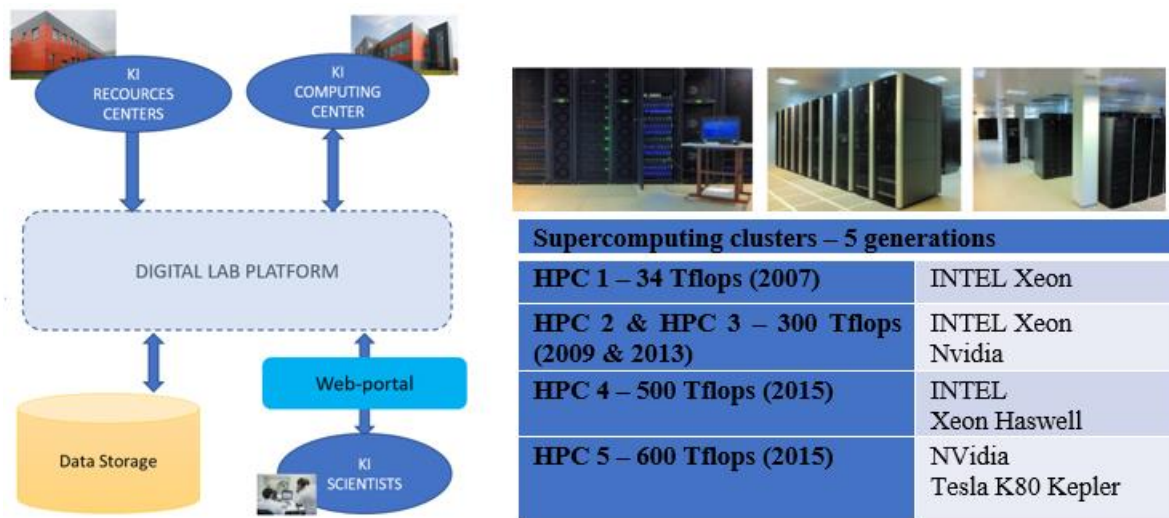 KI
RECOURCES
CENTERS
KI
COMPUTING
CENTER
DIGITAL LAB PLATFORM
Web-portal
Data Storage
KI
SCIENTISTS
Supercomputing clusters – 5 generations
HPC 1 – 34 Tflops (2007)
INTEL Xeon
HPC 2 & HPC 3 – 300 Tflops
(2009 & 2013)
INTEL Xeon
Nvidia
HPC 4 – 500 Tflops (2015)
INTEL
Xeon Haswell
HPC 5 – 600 Tflops (2015)
NVidia
Tesla K80 Kepler